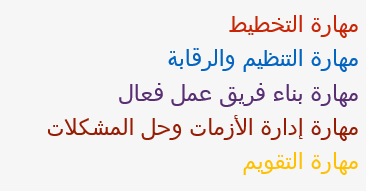 مهارة التخطيط
مهارة التنظيم والرقابة
مهارة بناء فريق عمل فعال
مهارة إدارة الأزمات وحل المشكلات
مهارة التقويم